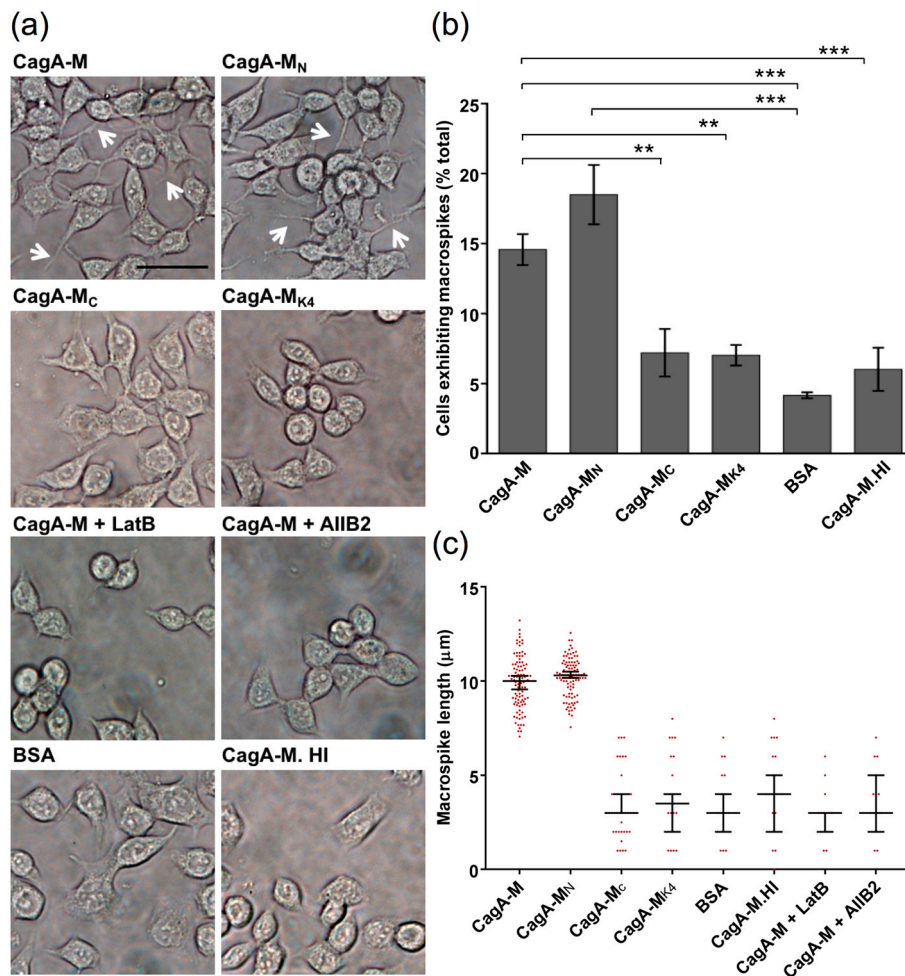 (a)
CagA-M
CagA-MN
CagA-MC
CagA-MK4
CagA-M + LatB
CagA-M + AIIB2
BSA
CagA-M. HI
(b)
Cells exhibiting macrospikes (% total)
25
20
15
10
5
0
***
***
***
**
**
CagA-M
CagA-MN
CagA-MC
CagA-MK4
BSA
CagA-M.HI
(c)
Macrospike length (μm)
15
10
5
0
CagA-M
CagA-MN
CagA-MC
CagA-MK4
BSA
CagA-M.HI
CagA-M + LatB
CagA-M + AIIB2